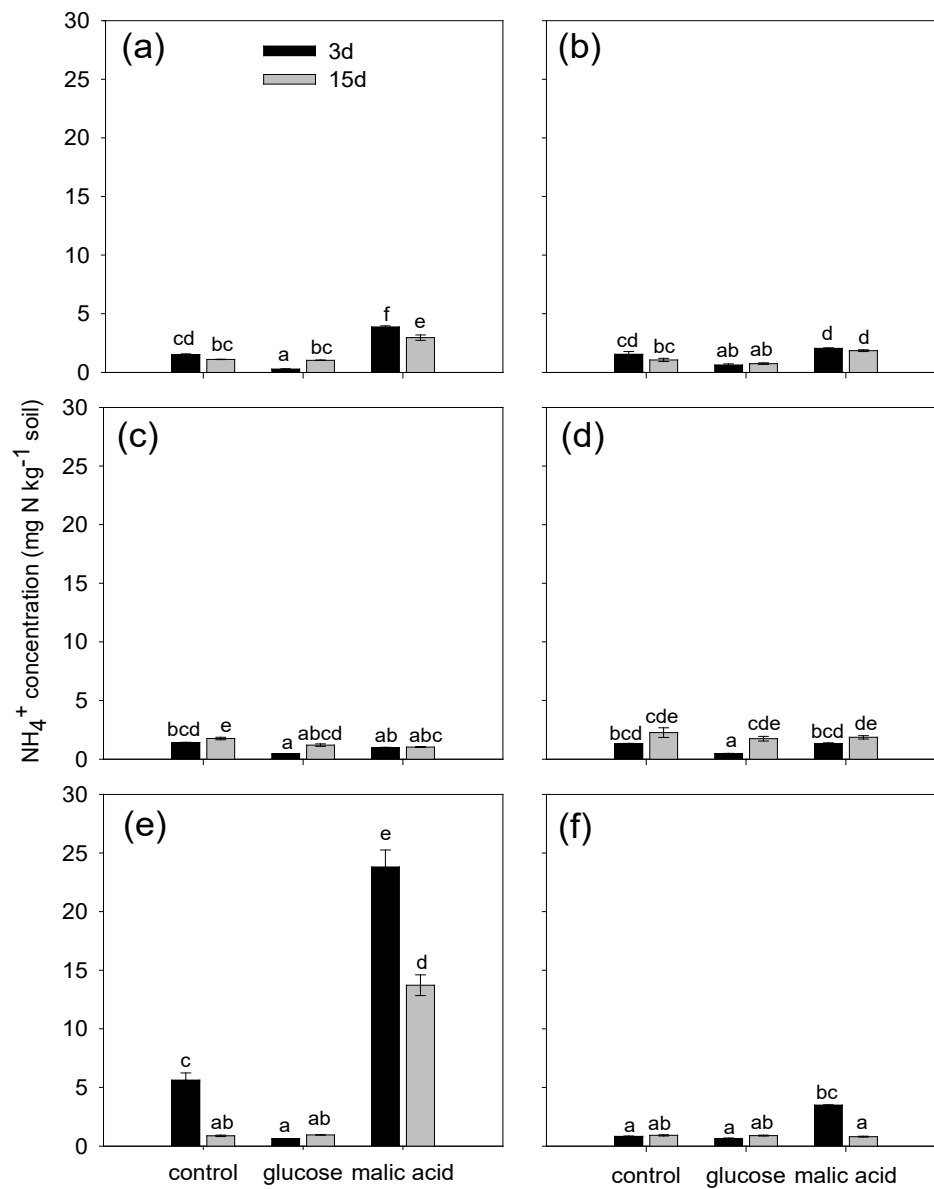 (a)
3d
15d
30
25
20
15
10
5
0
cd bc a bc f e
(b)
cd bc ab ab d d
NH4+ concentration (mg N kg-1 soil)
(c)
30
25
20
15
10
5
0
bcd e a abcd ab abc
(d)
bcd cde a cde bcd de
(e)
30
25
20
15
10
5
0
c ab a ab e d
control glucose malic acid
(f)
a ab a ab bc a
control glucose malic acid